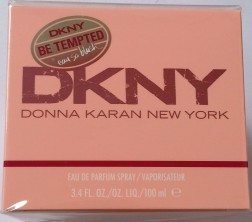 DKNY
BE TEMPTED
eau so blush
DKNY
DONNA KARAN NEW YORK
EAU DE PARFUM SPRAY/VAPORISATEUR
3.4 FL. OZ./OZ. LIQ./100 ml e